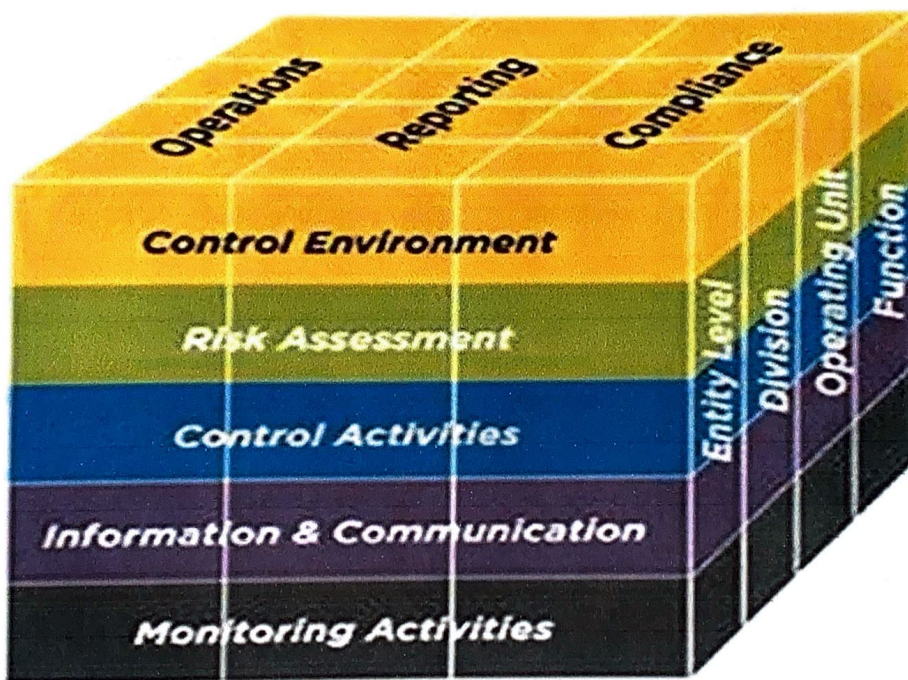 Operations
Reporting
Compliance
Control Environment
Risk Assessment
Control Activities
Information & Communication
Monitoring Activities
Entity Level
Division
Operating Unit
Function